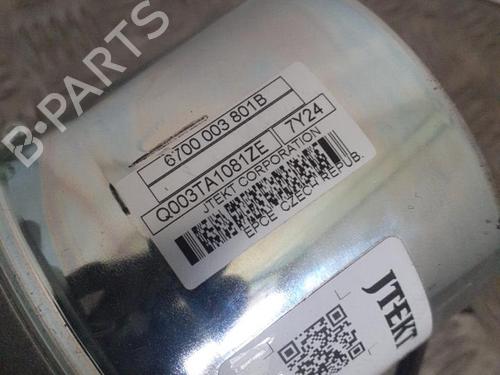 B-PARTS
6700 003 801B
Q003TA1081ZE 7Y24
JTEKT CORPORATION
EPCE CZECH REPUB.
JTEKT